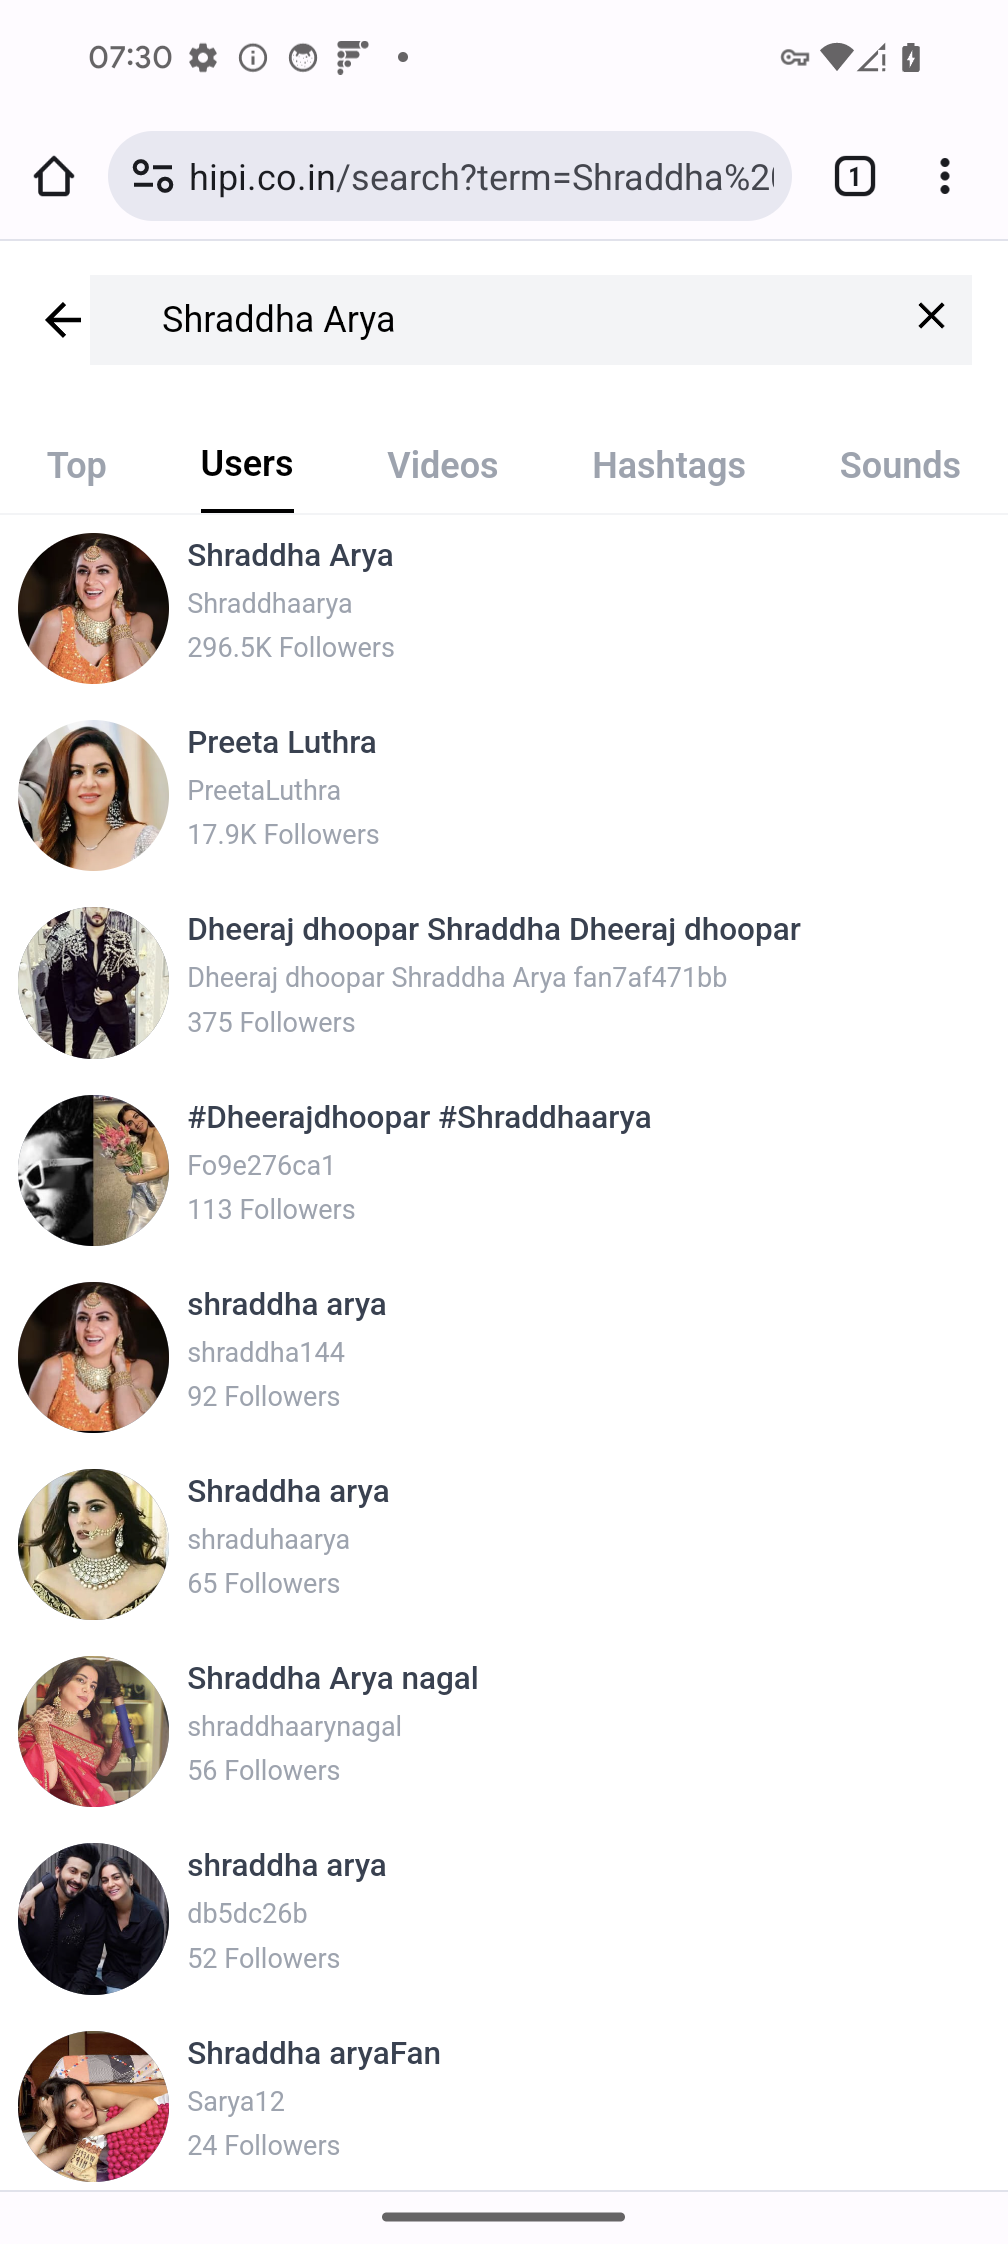 07:30
hipi.co.in/search?term=Shraddha%20
1
Shraddha Arya
Top
Users
Videos
Hashtags
Sounds
Shraddha Arya
Shraddhaarya
296.5K Followers
Preeta Luthra
PreetaLuthra
17.9K Followers
Dheeraj dhoopar Shraddha Dheeraj dhoopar
Dheeraj dhoopar Shraddha Arya fan7af471bb
375 Followers
#Dheerajdhoopar #Shraddhaarya
Fo9e276ca1
113 Followers
shraddha arya
shraddha144
92 Followers
Shraddha arya
shraduhaarya
65 Followers
Shraddha Arya nagal
shraddhaarynagal
56 Followers
shraddha arya
db5dc26b
52 Followers
Shraddha aryaFan
Sarya12
24 Followers